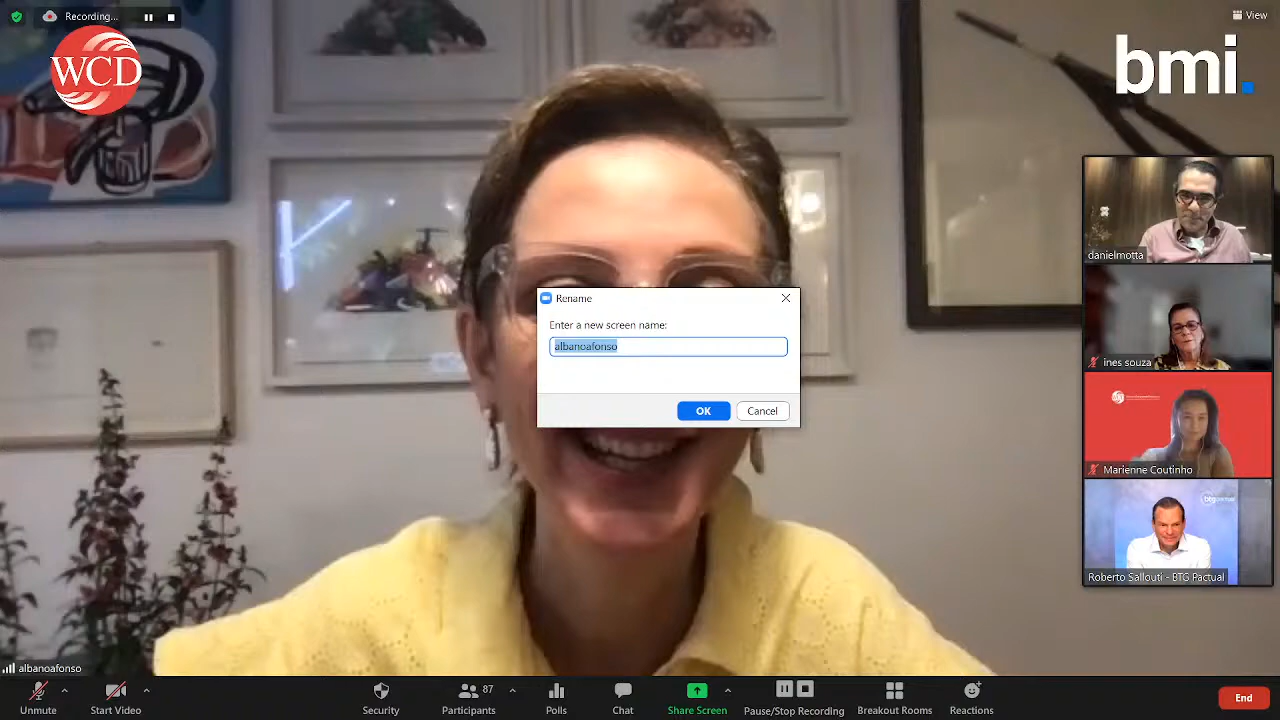 Recording...
View
WCD
bmi.
danielmotta
ines souza
Marienne Coutinho
Roberto Sallouti - BTG Pactual
Rename
Enter a new screen name:
albanoafonso
OK
Cancel
albanoafonso
Unmute
Start Video
Security
Participants
87
Polls
Chat
Share Screen
Pause/Stop Recording
Breakout Rooms
Reactions
End